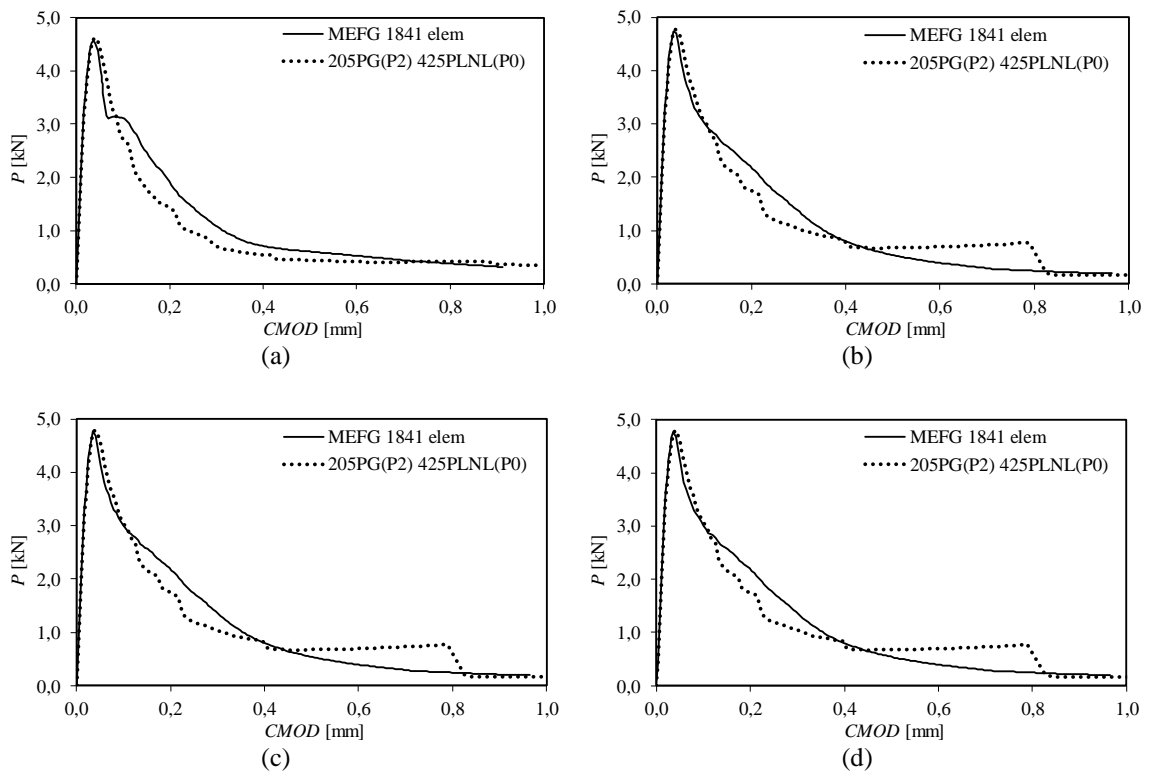 5,0
4,0
3,0
2,0
1,0
0,0
P [kN]
MEFG 1841 elem
205PG(P2) 425PLNL(P0)
0,0 0,2 0,4 0,6 0,8 1,0
CMOD [mm]
(a)
5,0
4,0
3,0
2,0
1,0
0,0
P [kN]
MEFG 1841 elem
205PG(P2) 425PLNL(P0)
0,0 0,2 0,4 0,6 0,8 1,0
CMOD [mm]
(b)
5,0
4,0
3,0
2,0
1,0
0,0
P [kN]
MEFG 1841 elem
205PG(P2) 425PLNL(P0)
0,0 0,2 0,4 0,6 0,8 1,0
CMOD [mm]
(c)
5,0
4,0
3,0
2,0
1,0
0,0
P [kN]
MEFG 1841 elem
205PG(P2) 425PLNL(P0)
0,0 0,2 0,4 0,6 0,8 1,0
CMOD [mm]
(d)